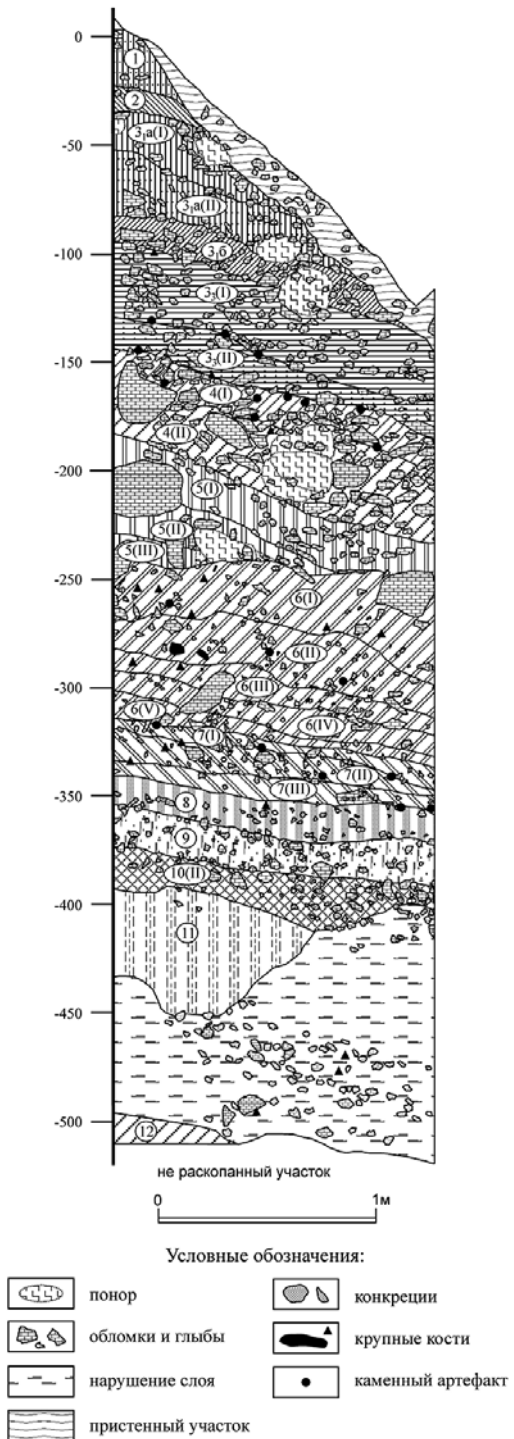 0
1
2
3₁а(I)
-50
3₁а(II)
-100
3₁б
3₃(I)
-150
3₃(II)
4(I)
4(II)
-200
5(I)
5(II)
5(III)
-250
6(I)
6(II)
-300
6(III)
6(V)
6(IV)
7(I)
7(II)
7(III)
-350
8
9
10(II)
-400
11
-450
-500
12
не раскопанный участок
0 1м
Условные обозначения:
понор
конкреции
обломки и глыбы
крупные кости
нарушение слоя
каменный артефакт
пристенный участок